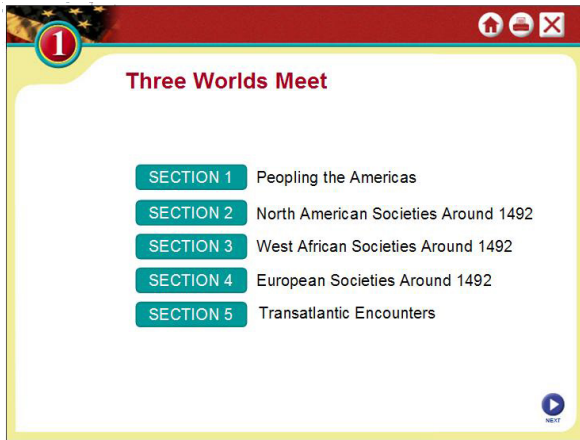 1
Three Worlds Meet
SECTION 1 Peopling the Americas
SECTION 2 North American Societies Around 1492
SECTION 3 West African Societies Around 1492
SECTION 4 European Societies Around 1492
SECTION 5 Transatlantic Encounters
NEXT